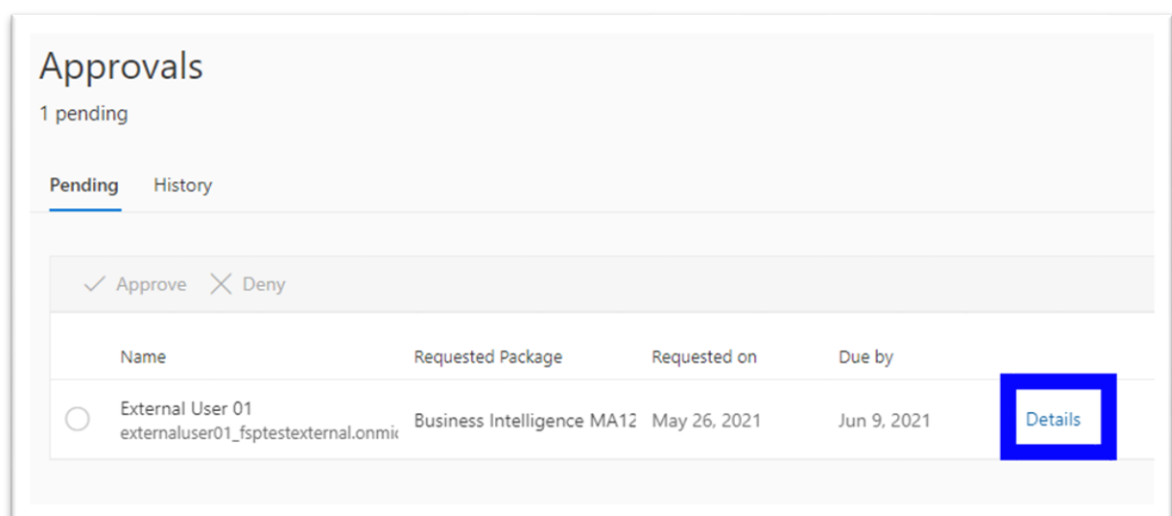 Approvals
1 pending
Pending History
Approve Deny
Name Requested Package Requested on Due by
External User 01
externaluser01_fsptestexternal.onmic
Business Intelligence MA12 May 26, 2021 Jun 9, 2021 Details